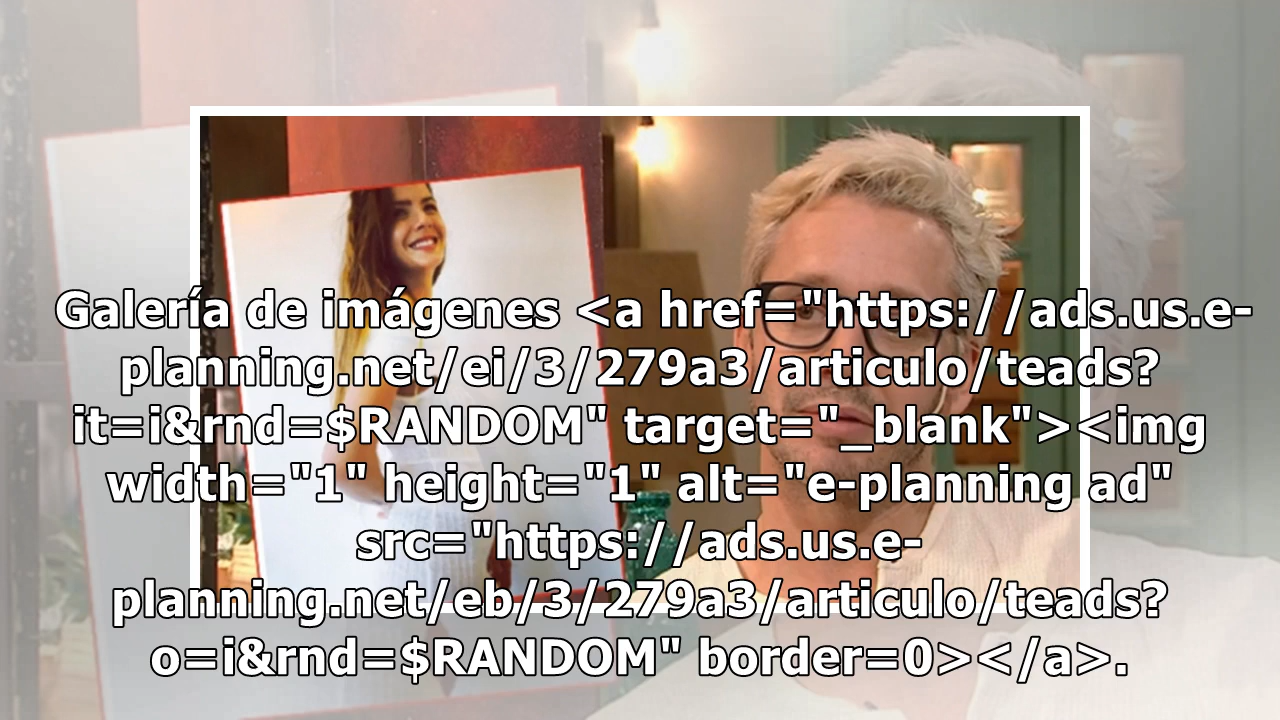 Galería de imágenes <a href="https://ads.us.e-
planning.net/ei/3/279a3/articulo/teads?
it=i&rnd=$RANDOM" target="_blank"><img
width="1" height="1" alt="e-planning ad"
src="https://ads.us.e-
planning.net/eb/3/279a3/articulo/teads?
o=i&rnd=$RANDOM" border=0></a>.